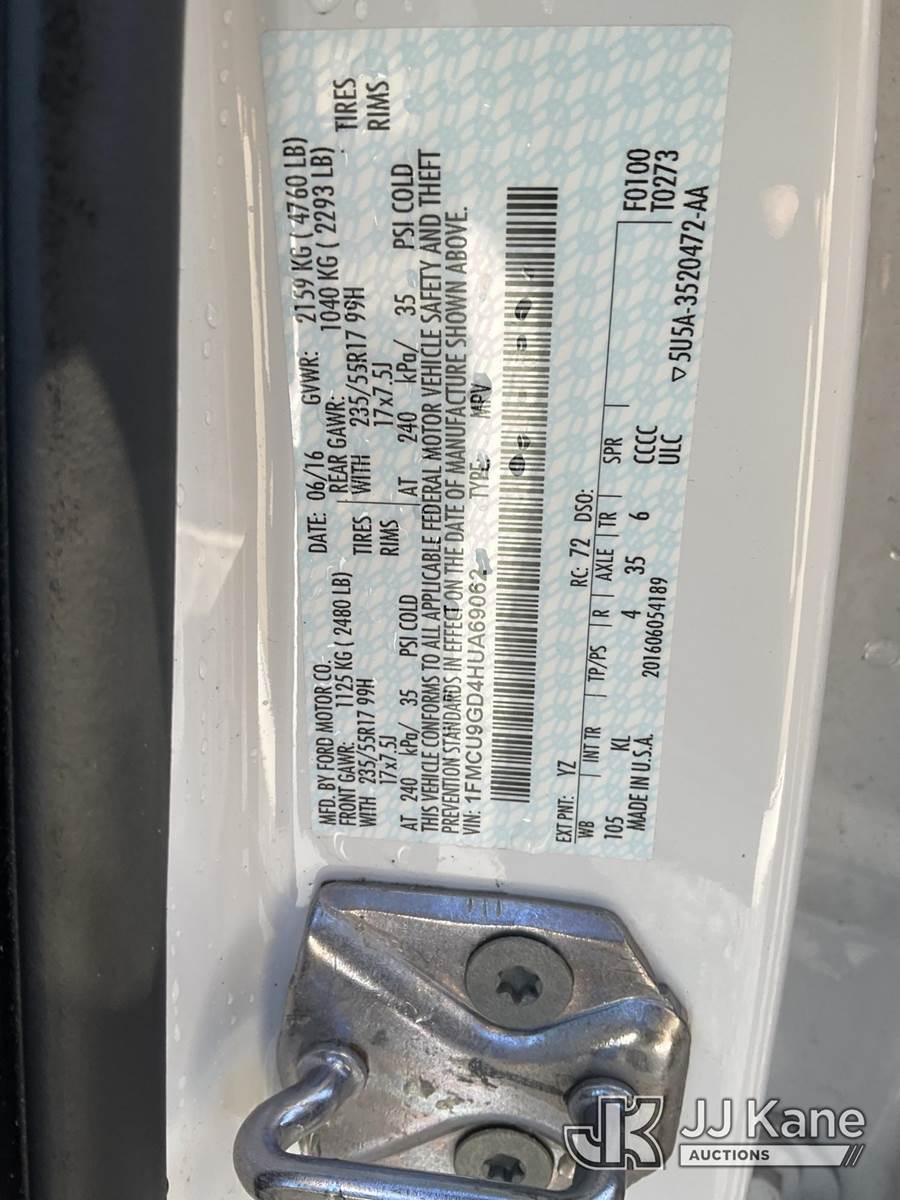 MFD. BY FORD MOTOR CO. DATE: 06/16 GVWR: 2159 KG ( 4760 LB)
FRONT GAWR: 1125 KG ( 2480 LB) REAR GAWR: 1040 KG ( 2293 LB)
WITH 235/55R17 99H TIRES WITH 235/55R17 99H TIRES
17x7.5J RIMS 17x7.5J RIMS
AT 240 kPa/ 35 PSI COLD AT 240 kPa/ 35 PSI COLD
THIS VEHICLE CONFORMS TO ALL APPLICABLE FEDERAL MOTOR VEHICLE SAFETY AND THEFT
PREVENTION STANDARDS IN EFFECT ON THE DATE OF MANUFACTURE SHOWN ABOVE.
VIN: 1FMCU9GD4HUA69062 TYPE: MPV
EXT PNT: YZ RC: 72 DSO:
WB INT TR TP/PS R AXLE TR SPR F0100
105 KL 4 35 6 CCCC T0273
MADE IN U.S.A. 201606054189 ULC
▽5U5A-3520472-AA
JK JJ Kane
AUCTIONS